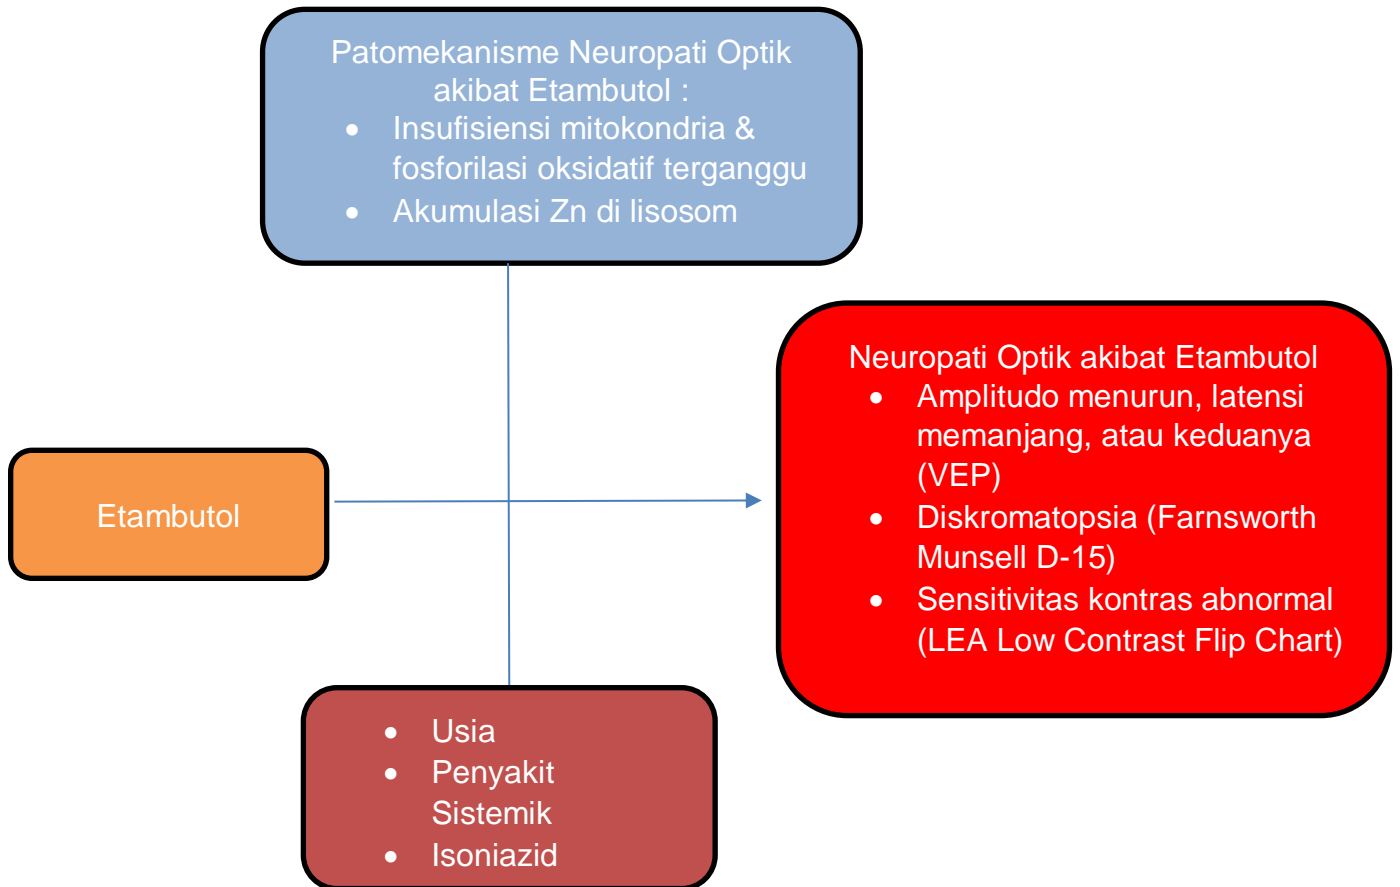 Patomekanisme Neuropati Optik
akibat Etambutol :
• Insufisiensi mitokondria &
fosforilasi oksidatif terganggu
• Akumulasi Zn di lisosom
Etambutol
Neuropati Optik akibat Etambutol
• Amplitudo menurun, latensi
memanjang, atau keduanya
(VEP)
• Diskromatopsia (Farnsworth
Munsell D-15)
• Sensitivitas kontras abnormal
(LEA Low Contrast Flip Chart)
• Usia
• Penyakit
Sistemik
• Isoniazid